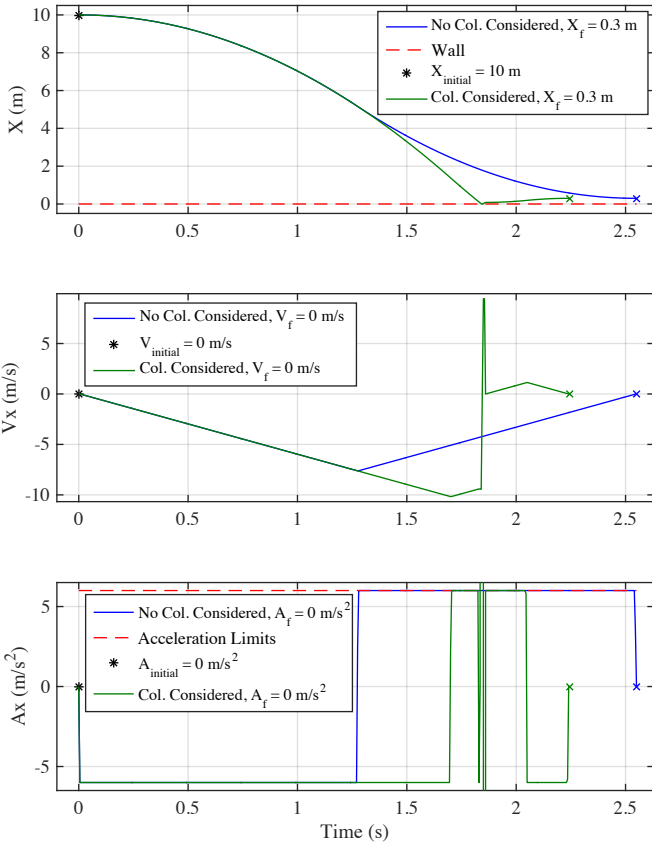 10
8
6
4
2
0
X (m)
No Col. Considered, X_f = 0.3 m
Wall
X_initial = 10 m
Col. Considered, X_f = 0.3 m
0 0.5 1 1.5 2 2.5
5
0
-5
-10
Vx (m/s)
No Col. Considered, V_f = 0 m/s
V_initial = 0 m/s
Col. Considered, V_f = 0 m/s
0 0.5 1 1.5 2 2.5
5
0
-5
Ax (m/s²)
No Col. Considered, A_f = 0 m/s²
Acceleration Limits
A_initial = 0 m/s²
Col. Considered, A_f = 0 m/s²
0 0.5 1 1.5 2 2.5
Time (s)